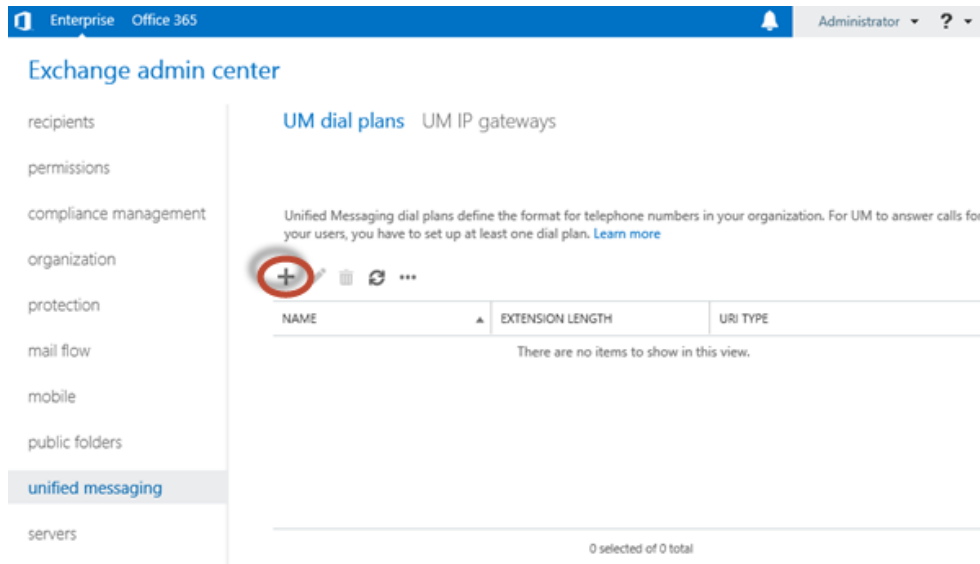 Enterprise Office 365
Administrator ?
Exchange admin center
recipients
permissions
compliance management
organization
protection
mail flow
mobile
public folders
unified messaging
servers
UM dial plans UM IP gateways
Unified Messaging dial plans define the format for telephone numbers in your organization. For UM to answer calls for
your users, you have to set up at least one dial plan. Learn more
NAME EXTENSION LENGTH URI TYPE
There are no items to show in this view.
0 selected of 0 total